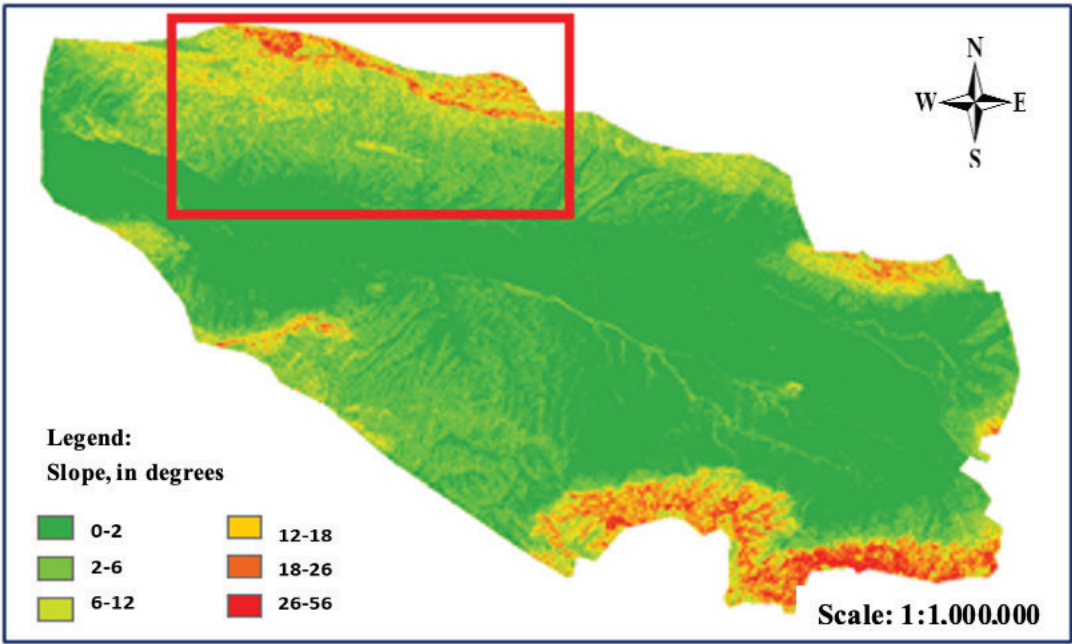 N
W E
S
Legend:
Slope, in degrees
0-2
2-6
6-12
12-18
18-26
26-56
Scale: 1:1.000.000